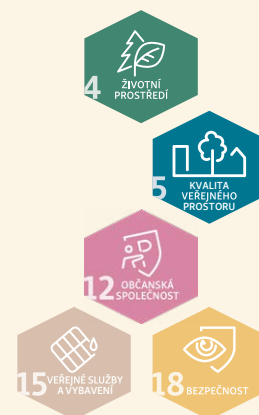 4 ŽIVOTNÍ
PROSTŘEDÍ
5 KVALITA
VEŘEJNÉHO
PROSTORU
12 OBČANSKÁ
SPOLEČNOST
15 VEŘEJNÉ SLUŽBY
A VYBAVENÍ
18 BEZPEČNOST